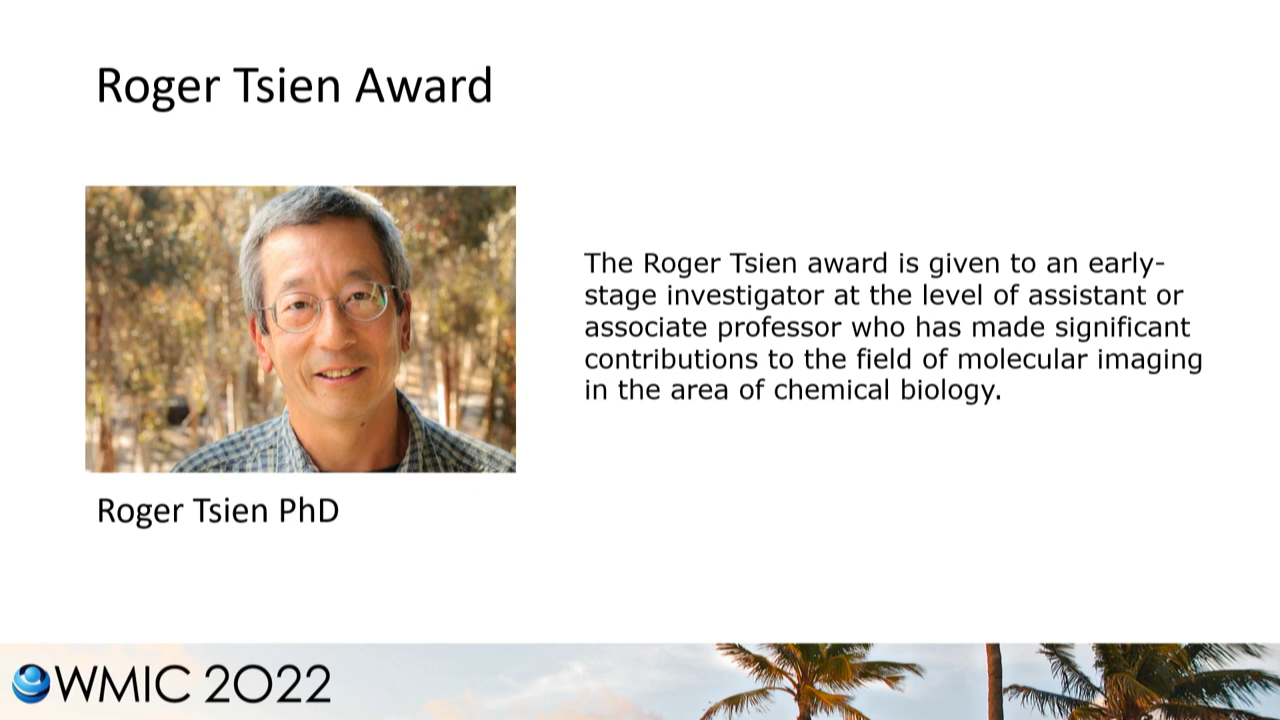 Roger Tsien Award
The Roger Tsien award is given to an early-
stage investigator at the level of assistant or
associate professor who has made significant
contributions to the field of molecular imaging
in the area of chemical biology.
Roger Tsien PhD
WMIC 2022